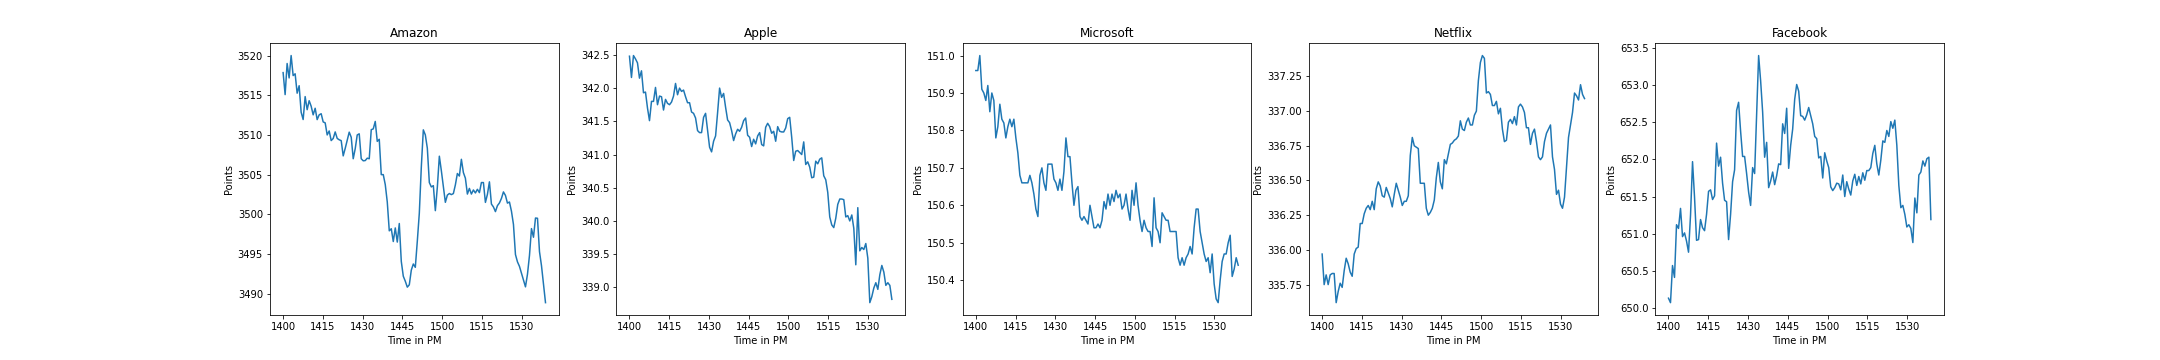 Amazon
Points
3520
3515
3510
3505
3500
3495
3490
1400 1415 1430 1445 1500 1515 1530
Time in PM
Apple
Points
342.5
342.0
341.5
341.0
340.5
340.0
339.5
339.0
1400 1415 1430 1445 1500 1515 1530
Time in PM
Microsoft
Points
151.0
150.9
150.8
150.7
150.6
150.5
150.4
1400 1415 1430 1445 1500 1515 1530
Time in PM
Netflix
Points
337.25
337.00
336.75
336.50
336.25
336.00
335.75
1400 1415 1430 1445 1500 1515 1530
Time in PM
Facebook
Points
653.5
653.0
652.5
652.0
651.5
651.0
650.5
650.0
1400 1415 1430 1445 1500 1515 1530
Time in PM